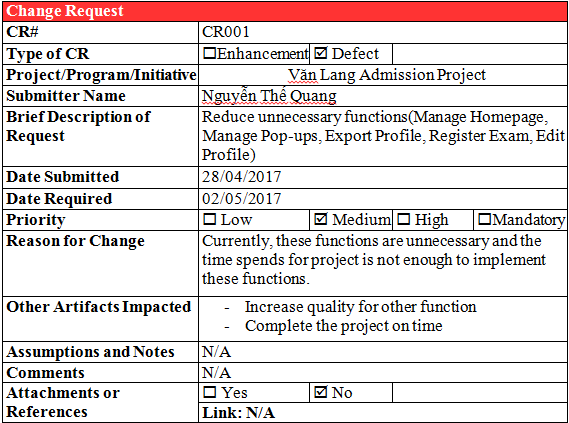 Change Request
CR# CR001
Type of CR ☐Enhancement ☑ Defect
Project/Program/Initiative Văn Lang Admission Project
Submitter Name Nguyễn Thế Quang
Brief Description of Request Reduce unnecessary functions(Manage Homepage,
Manage Pop-ups, Export Profile, Register Exam, Edit
Profile)
Date Submitted 28/04/2017
Date Required 02/05/2017
Priority ☐ Low ☑ Medium ☐ High ☐Mandatory
Reason for Change Currently, these functions are unnecessary and the
time spends for project is not enough to implement
these functions.
Other Artifacts Impacted - Increase quality for other function
- Complete the project on time
Assumptions and Notes N/A
Comments N/A
Attachments or References ☐ Yes ☑ No
Link: N/A